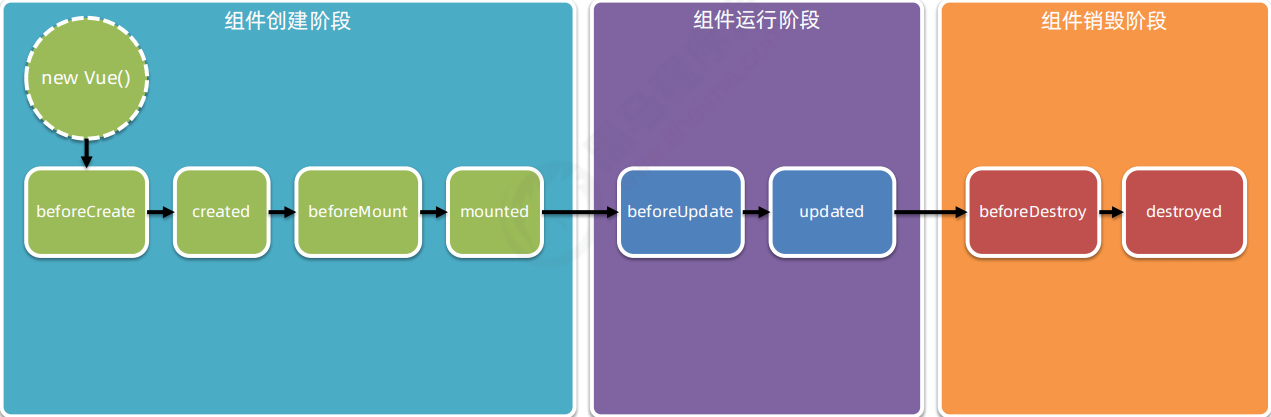 组件创建阶段
组件运行阶段
组件销毁阶段
new Vue()
beforeCreate
created
beforeMount
mounted
beforeUpdate
updated
beforeDestroy
destroyed